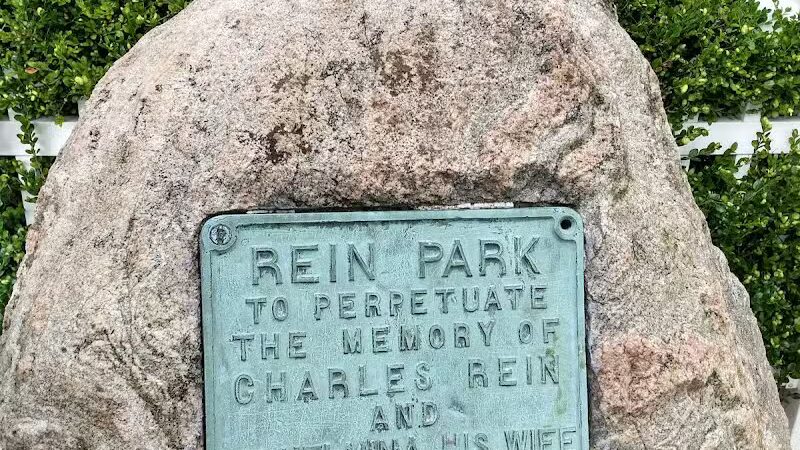 REIN PARK
TO PERPETUATE
THE MEMORY OF
CHARLES REIN
AND
HIS WIFE